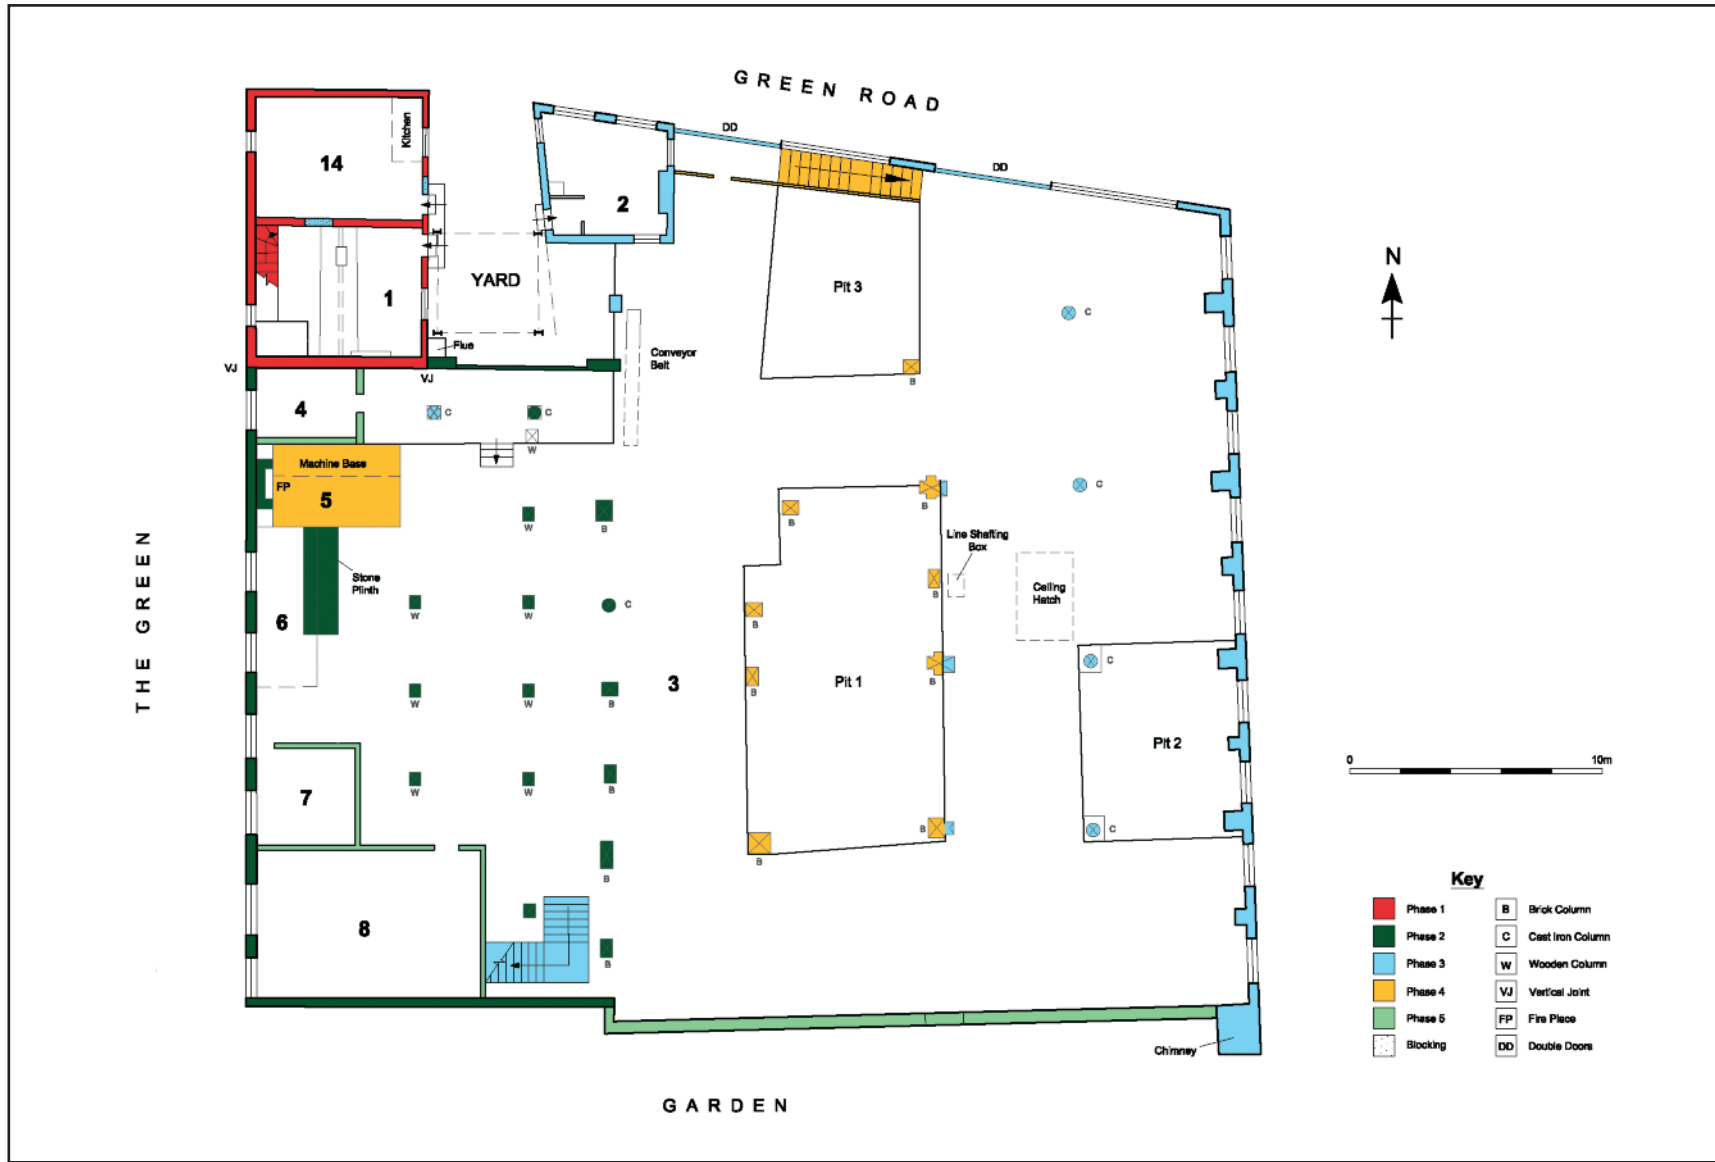 GREEN ROAD
DD
DD
Kitchen
14
2
1
YARD
Pit 3
N
Flue
Conveyor
Belt
VJ
VJ
C
B
4
C
C
W
Machine Base
FP
5
C
B
B
W
B
Line Shafting
Box
THE GREEN
Stone
Plinth
B
Ceiling
Hatch
6
W
W
C
B
C
B
B
3
Pit 1
W
W
B
Pit 2
0
10m
7
W
W
B
B
C
B
B
8
B
Key
Phase 1
B
Brick Column
Phase 2
C
Cast Iron Column
Phase 3
W
Wooden Column
Phase 4
VJ
Vertical Joint
Phase 5
FP
Fire Place
Blocking
DD
Double Doors
Chimney
GARDEN